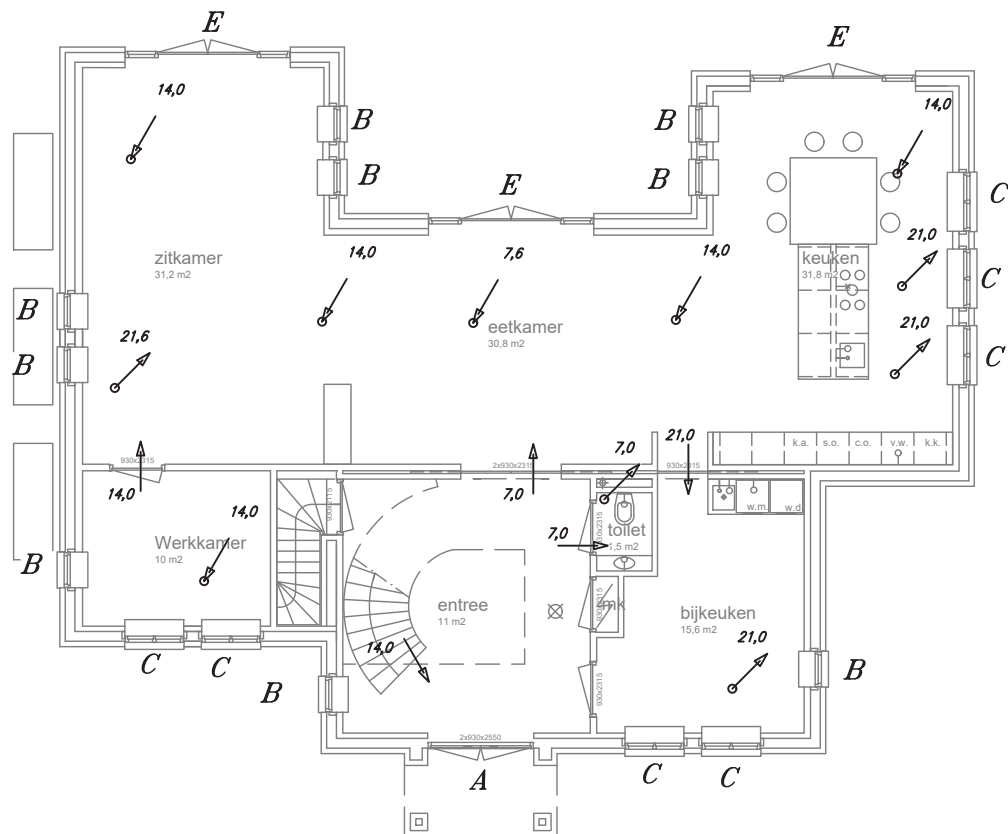 E
E
14,0
14,0
B
B
B
B
C
E
21,0
14,0
7,6
14,0
zitkamer
31,2 m2
keuken
31,8 m2
C
B
eetkamer
30,8 m2
21,6
21,0
B
C
7,0
21,0
k.a. s.o. c.o. v.w. k.k.
930x2315
2x930x2315
930x2315
14,0
7,0
14,0
930x2115
w.m. w.d
toilet
1,5 m2
930x2315
7,0
Werkkamer
10 m2
B
entree
11 m2
mk
930x2315
bijkeuken
15,6 m2
14,0
21,0
C
C
B
B
930x2315
2x930x2550
A
C
C